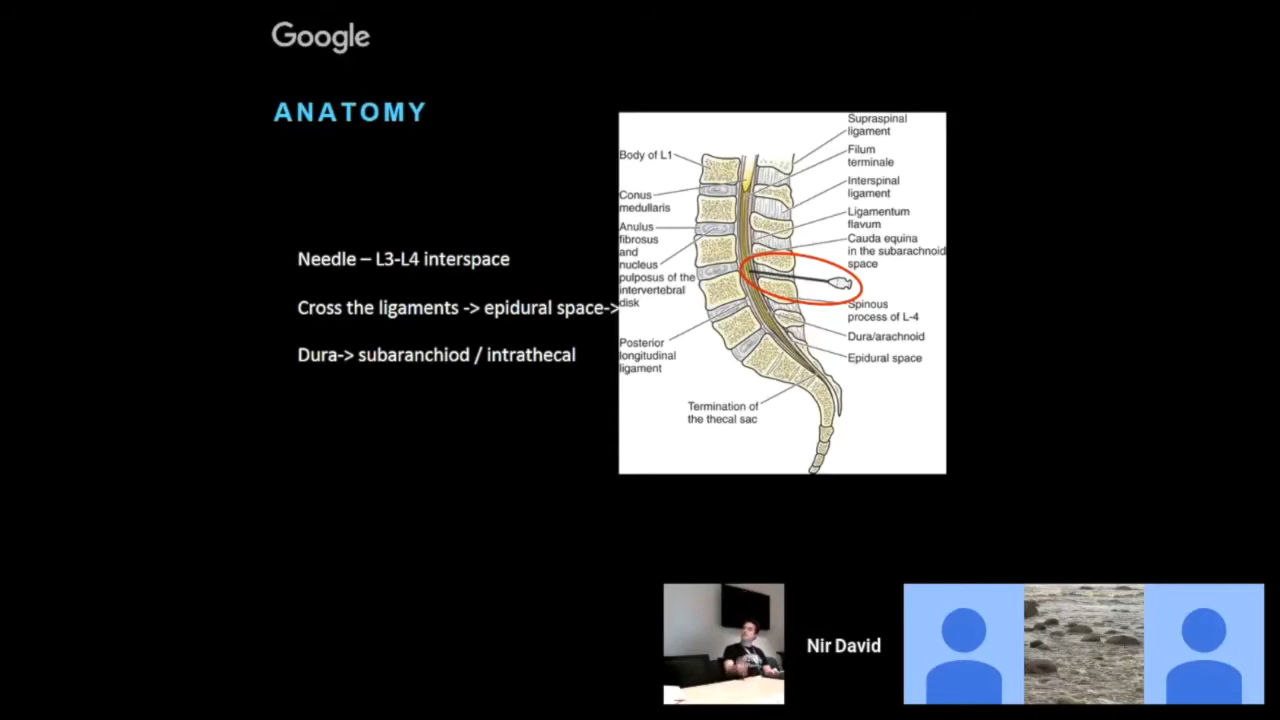 Google
ANATOMY
Needle – L3-L4 interspace
Cross the ligaments -> epidural space->
Dura-> subaranchiod / intrathecal
Body of L1
Conus
medullaris
Anulus
fibrosus
and
nucleus
pulposus of the
intervertebral
disk
Posterior
longitudinal
ligament
Termination of
the thecal sac
Supraspinal
ligament
Filum
terminale
Interspinal
ligament
Ligamentum
flavum
Cauda equina
in the subarachnoid
space
Spinous
process of L-4
Dura/arachnoid
Epidural space
Nir David